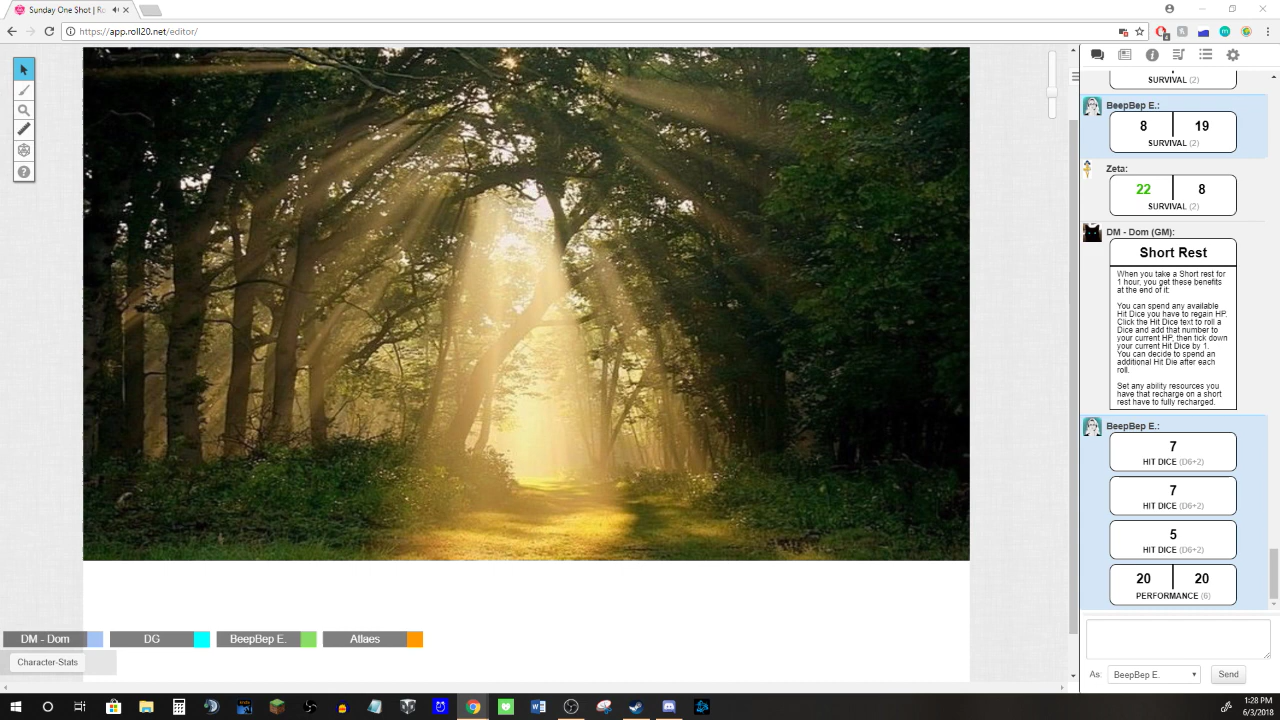 Sunday One Shot | Ro
https://app.roll20.net/editor/
SURVIVAL (2)
BeepBep E.:
8 19
SURVIVAL (2)
Zeta:
22 8
SURVIVAL (2)
DM - Dom (GM):
Short Rest
When you take a Short rest for
1 hour, you get these benefits
at the end of it:
You can spend any available
Hit Dice you have to regain HP.
Click the Hit Dice text to roll a
Dice and add that number to
your current HP, then tick down
your current Hit Dice by 1.
You can decide to spend an
additional Hit Die after each
roll.
Set any ability resources you
have that recharge on a short
rest have to fully recharged.
BeepBep E.:
7
HIT DICE (D6+2)
7
HIT DICE (D6+2)
5
HIT DICE (D6+2)
20 20
PERFORMANCE (6)
DM - Dom
DG
BeepBep E.
Atlaes
Character-Stats
As:
BeepBep E.
Send
1:28 PM
6/3/2018